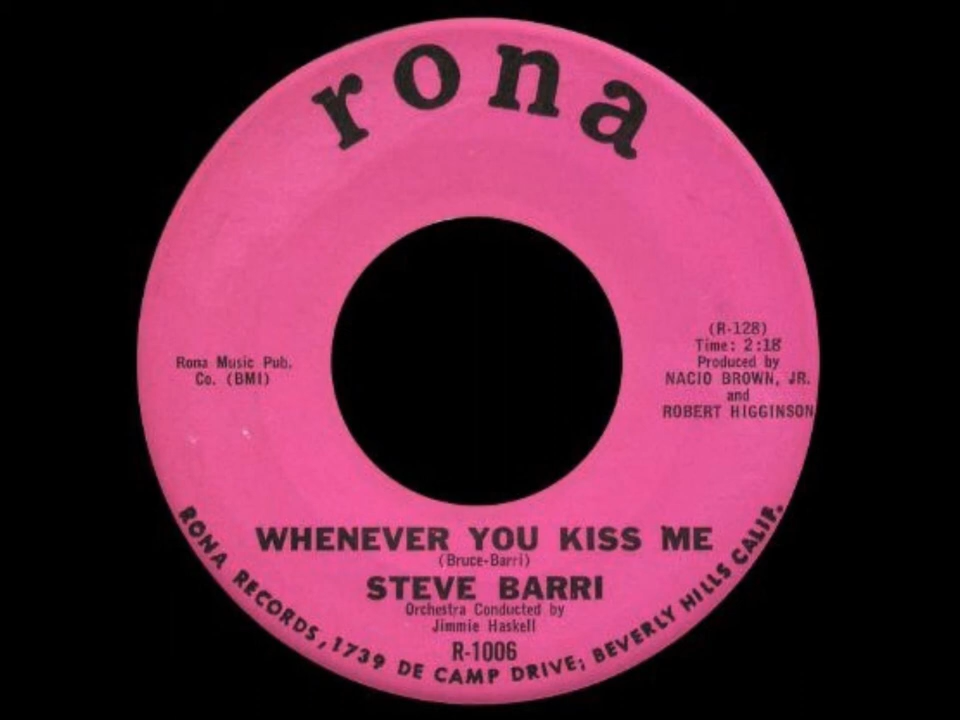 rona
(R-128)
Time: 2:18
Produced by
NACIO BROWN, JR.
and
ROBERT HIGGINSON
Rona Music Pub.
Co. (BMI)
WHENEVER YOU KISS ME
(Bruce-Barri)
STEVE BARRI
Orchestra Conducted by
Jimmie Haskell
R-1006
RONA RECORDS, 1739 DE CAMP DRIVE; BEVERLY HILLS CALIF.